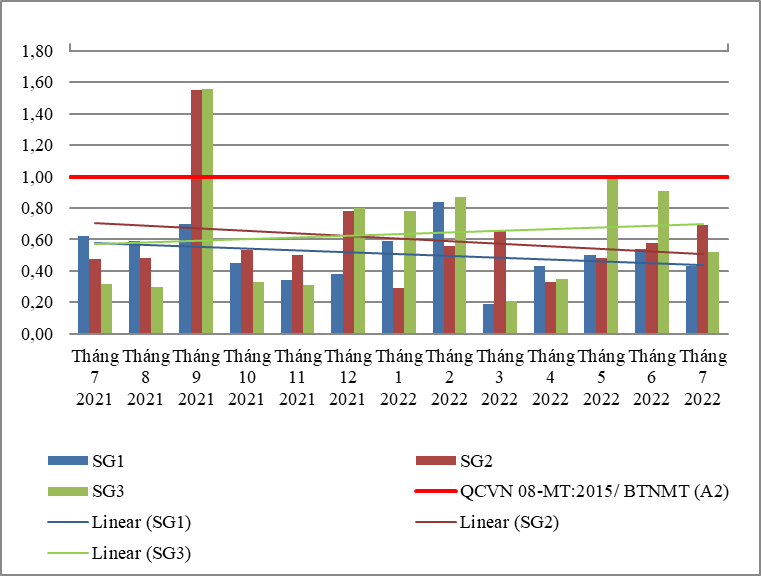 1,80
1,60
1,40
1,20
1,00
0,80
0,60
0,40
0,20
0,00
Tháng Tháng Tháng Tháng Tháng Tháng Tháng Tháng Tháng Tháng Tháng Tháng Tháng
7 8 9 10 11 12 1 2 3 4 5 6 7
2021 2021 2021 2021 2021 2021 2022 2022 2022 2022 2022 2022 2022
SG1 SG2
SG3 QCVN 08-MT:2015/ BTNMT (A2)
Linear (SG1) Linear (SG2)
Linear (SG3)